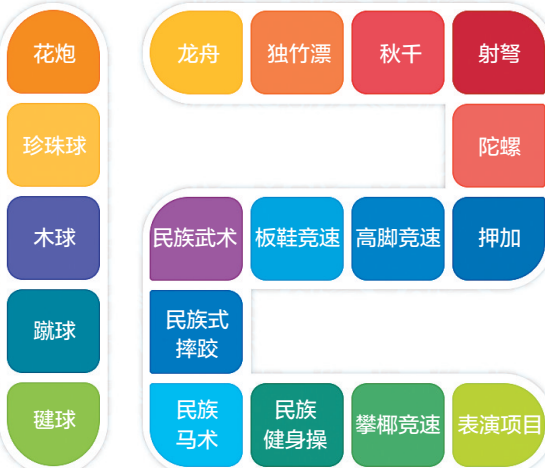 花炮
珍珠球
木球
蹴球
毽球
龙舟
独竹漂
秋千
射弩
陀螺
押加
高脚竞速
板鞋竞速
民族武术
民族式
摔跤
民族
马术
民族
健身操
攀椰竞速
表演项目